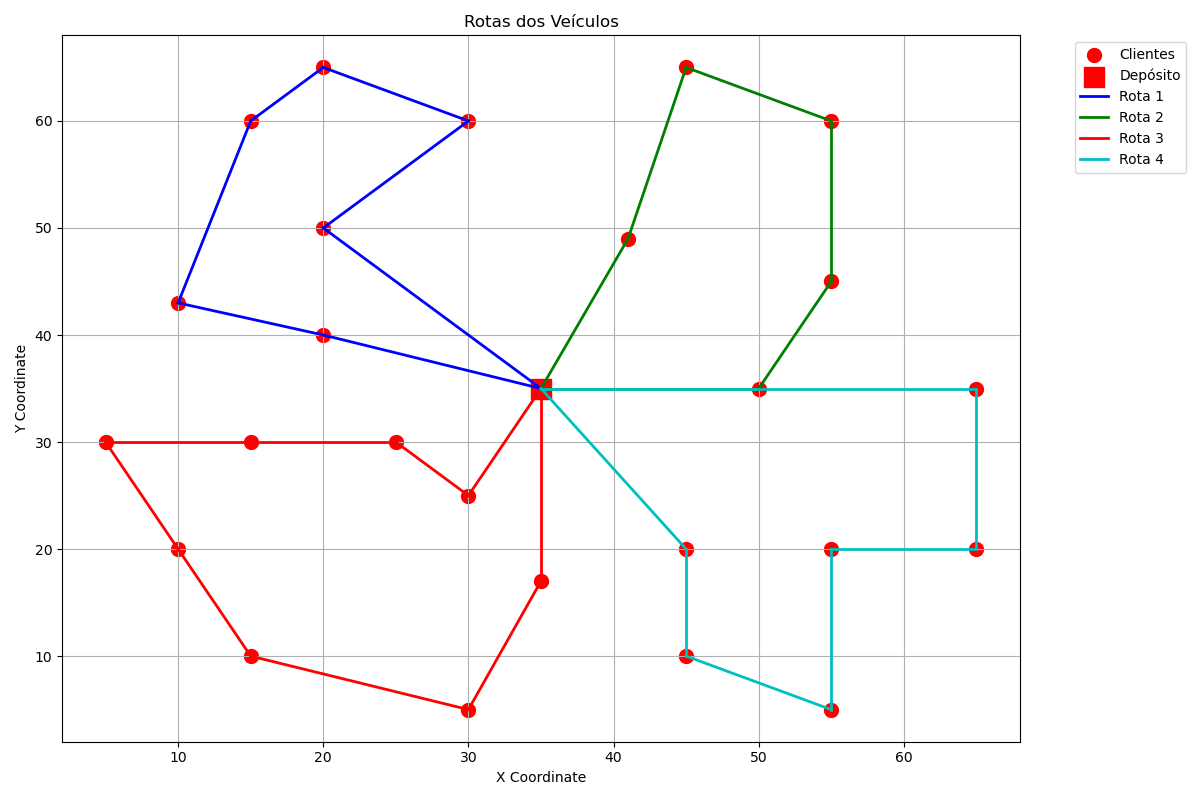 Rotas dos Veículos
Clientes
Depósito
Rota 1
Rota 2
Rota 3
Rota 4
60
50
40
30
20
10
Y Coordinate
10 20 30 40 50 60
X Coordinate